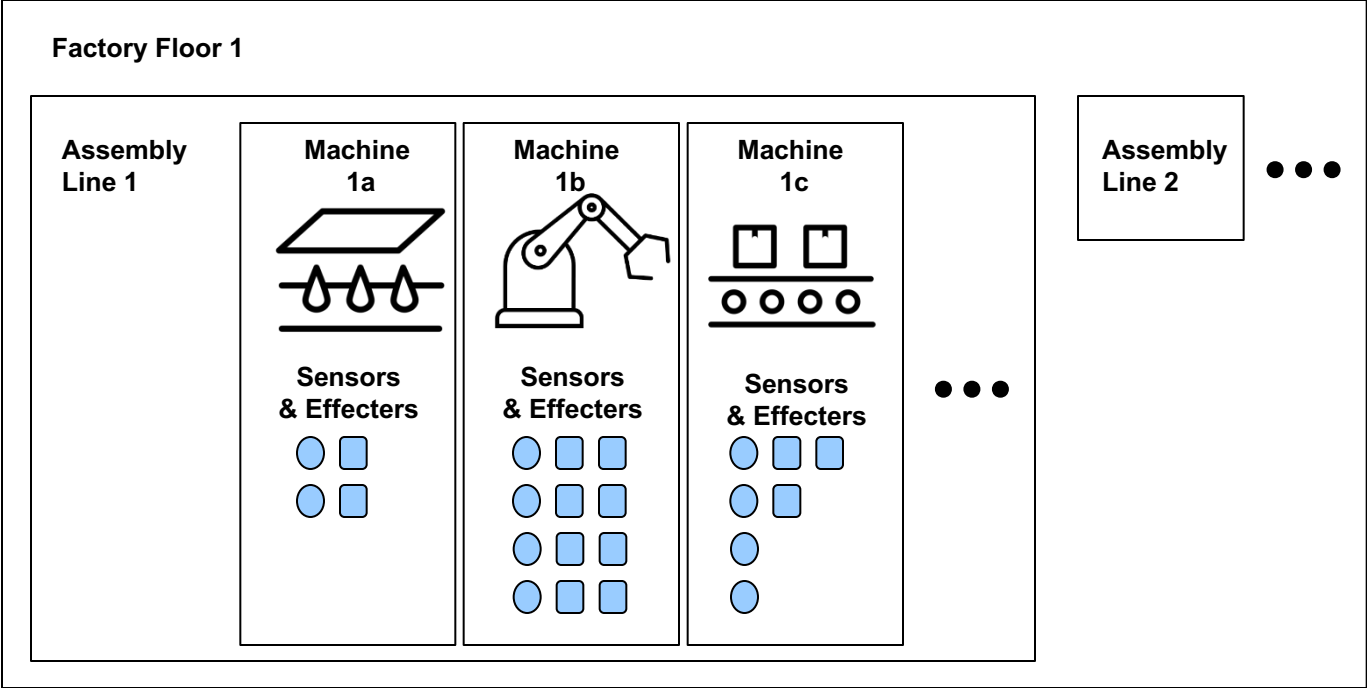 Factory Floor 1
Assembly
Line 1
Machine
1a
Sensors
& Effecters
Machine
1b
Sensors
& Effecters
Machine
1c
Sensors
& Effecters
Assembly
Line 2